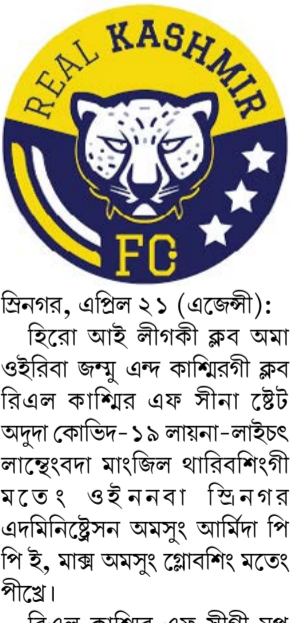 REAL KASHMIR
FC
স্রিনগর, এপ্রিল ২১ (এজেন্সী):
হিরো আই লীগকী ক্লব অমা
ওইরিবা জম্মু এন্দ কাশ্মিরগী ক্লব
রিএল কাশ্মির এফ সীনা ষ্টেট
অদুদা কোভিদ-১৯ লায়না-লাইচৎ
লান্থেংবদা মাংজিল থারিবশিংগী
মতেং ওইননবা স্রিনগর
এদমিনিষ্ট্রেসন অমসুং আর্মিদা পি
পি ই, মাক্স অমসুং গ্লোবশিং মতেং
পীখ্রে।